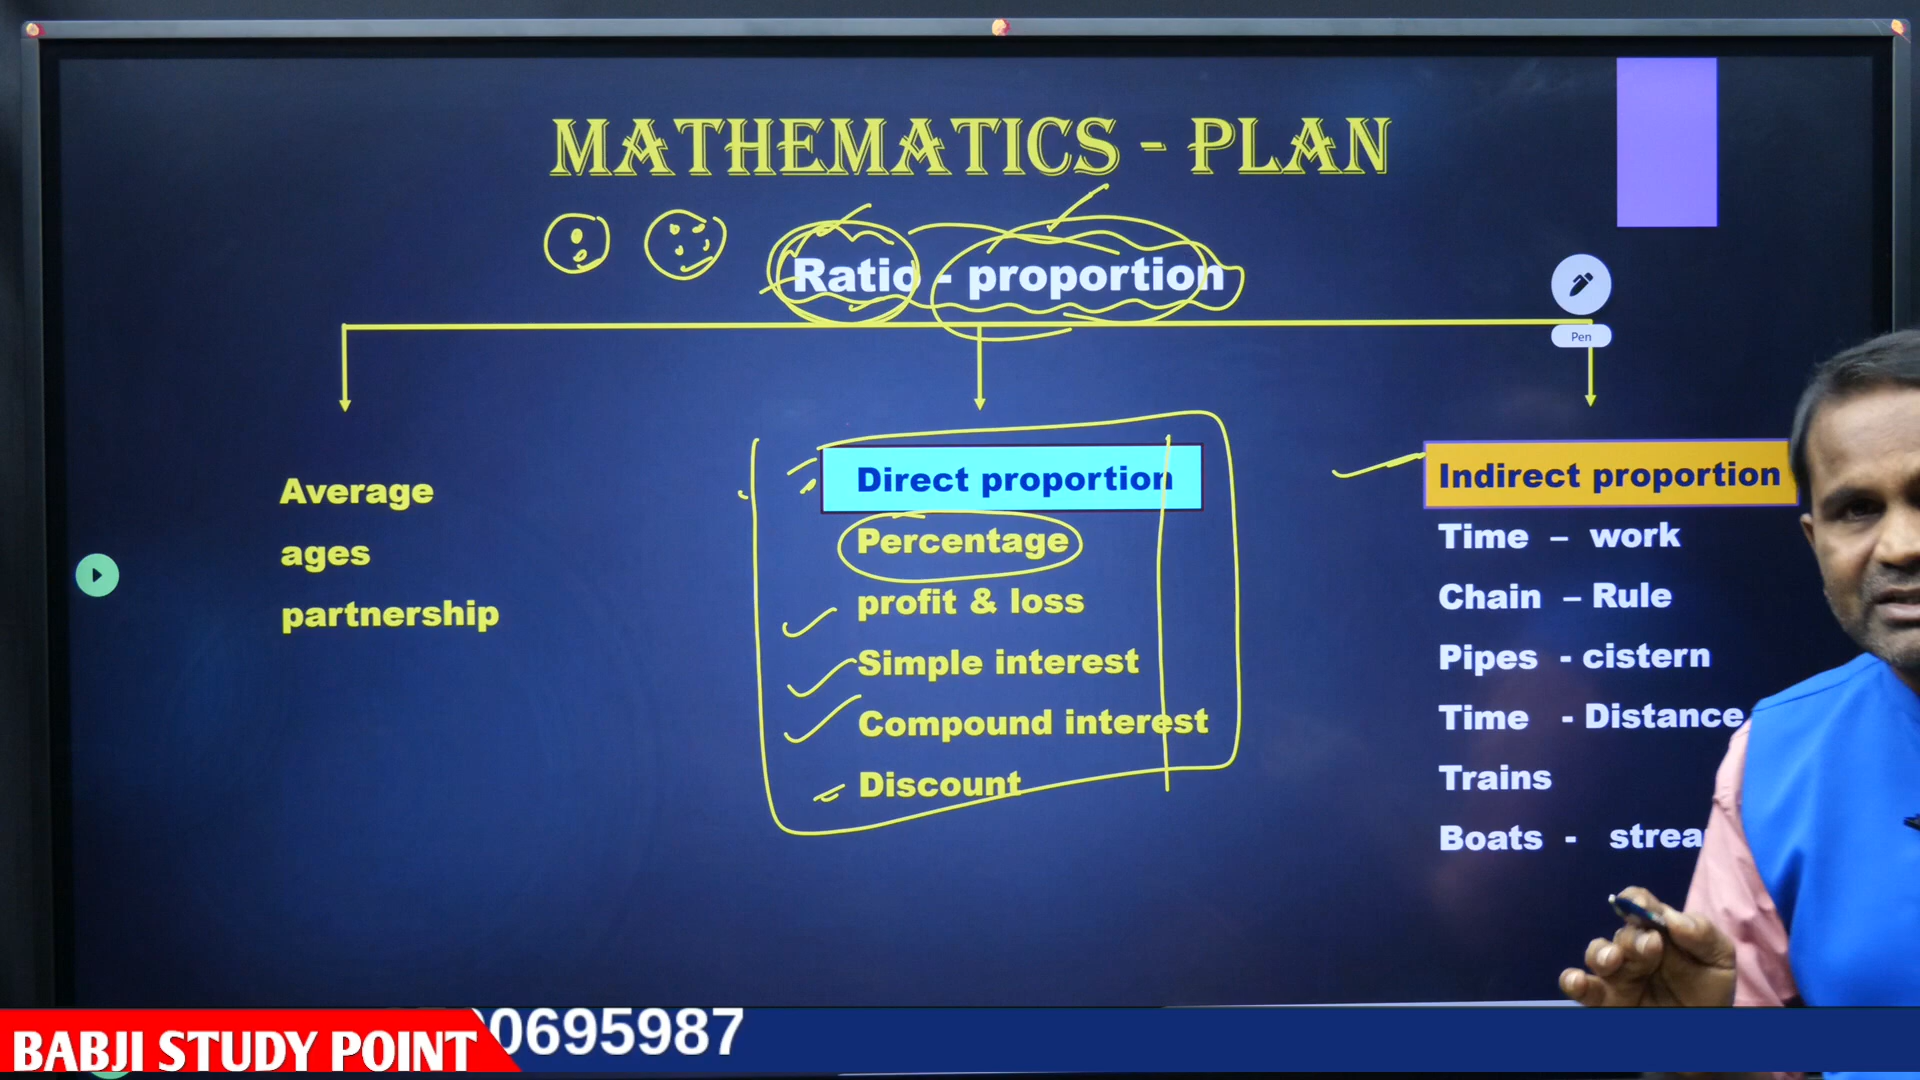 MATHEMATICS - PLAN
Ratio - proportion
Pen
Average
ages
partnership
Direct proportion
Percentage
profit & loss
Simple interest
Compound interest
Discount
Indirect proportion
Time – work
Chain – Rule
Pipes - cistern
Time - Distance
Trains
Boats - strea
BABJI STUDY POINT
0695987